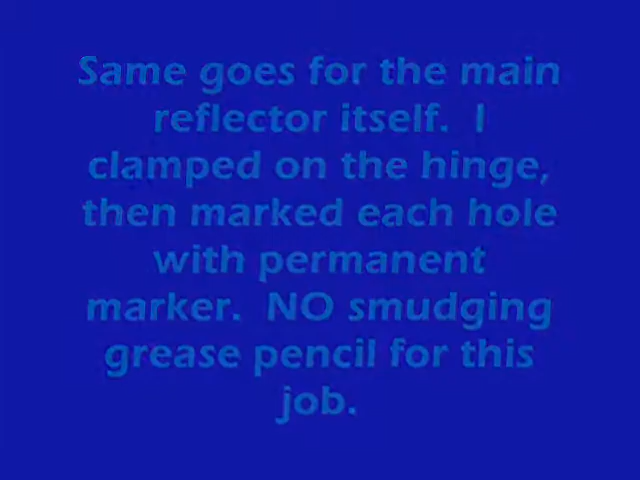 Same goes for the main
reflector itself.  I
clamped on the hinge,
then marked each hole
with permanent
marker.  NO smudging
grease pencil for this
job.